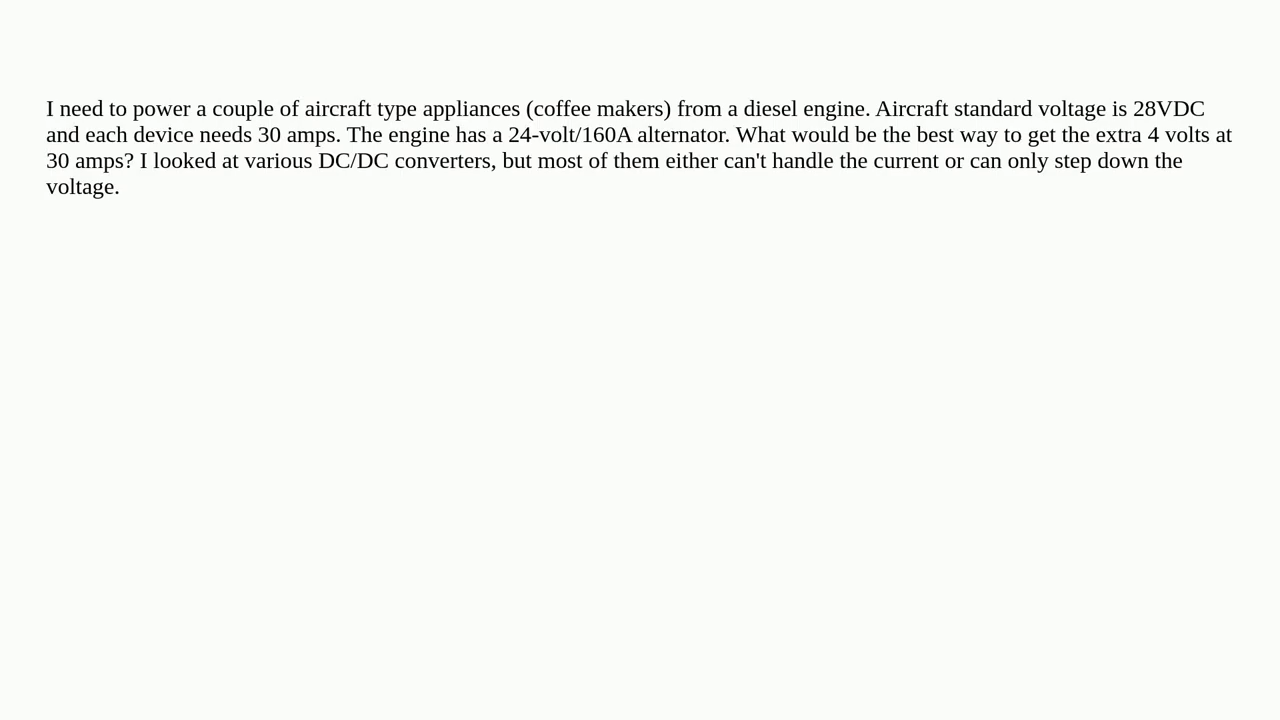 I need to power a couple of aircraft type appliances (coffee makers) from a diesel engine. Aircraft standard voltage is 28VDC
and each device needs 30 amps. The engine has a 24-volt/160A alternator. What would be the best way to get the extra 4 volts at
30 amps? I looked at various DC/DC converters, but most of them either can't handle the current or can only step down the
voltage.